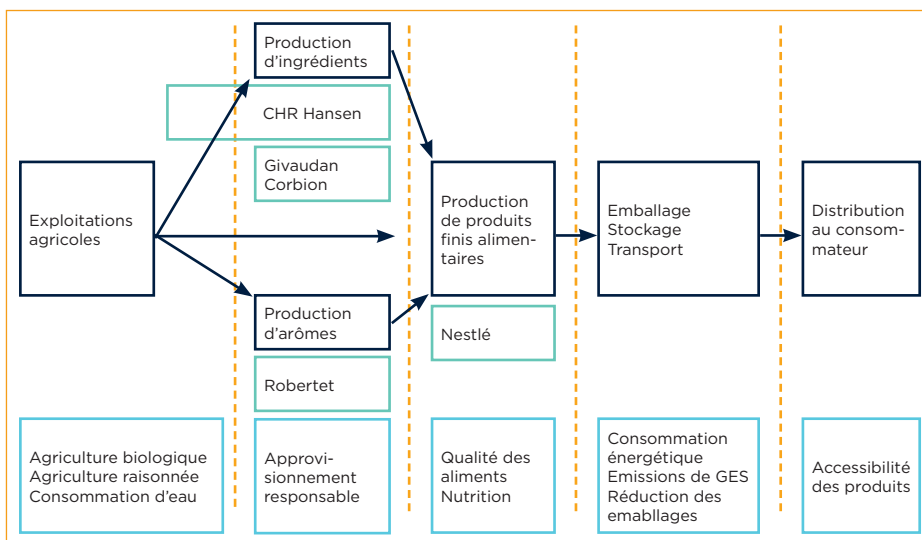 Production
d'ingrédients
CHR Hansen
Givaudan
Corbion
Exploitations
agricoles
Production
de produits
finis alimen-
taires
Emballage
Stockage
Transport
Distribution
au consom-
mateur
Production
d'arômes
Nestlé
Robertet
Agriculture biologique
Agriculture raisonnée
Consommation d'eau
Approvi-
sionnement
responsable
Qualité des
aliments
Nutrition
Consommation
énergétique
Emissions de GES
Réduction des
emabllages
Accessibilité
des produits